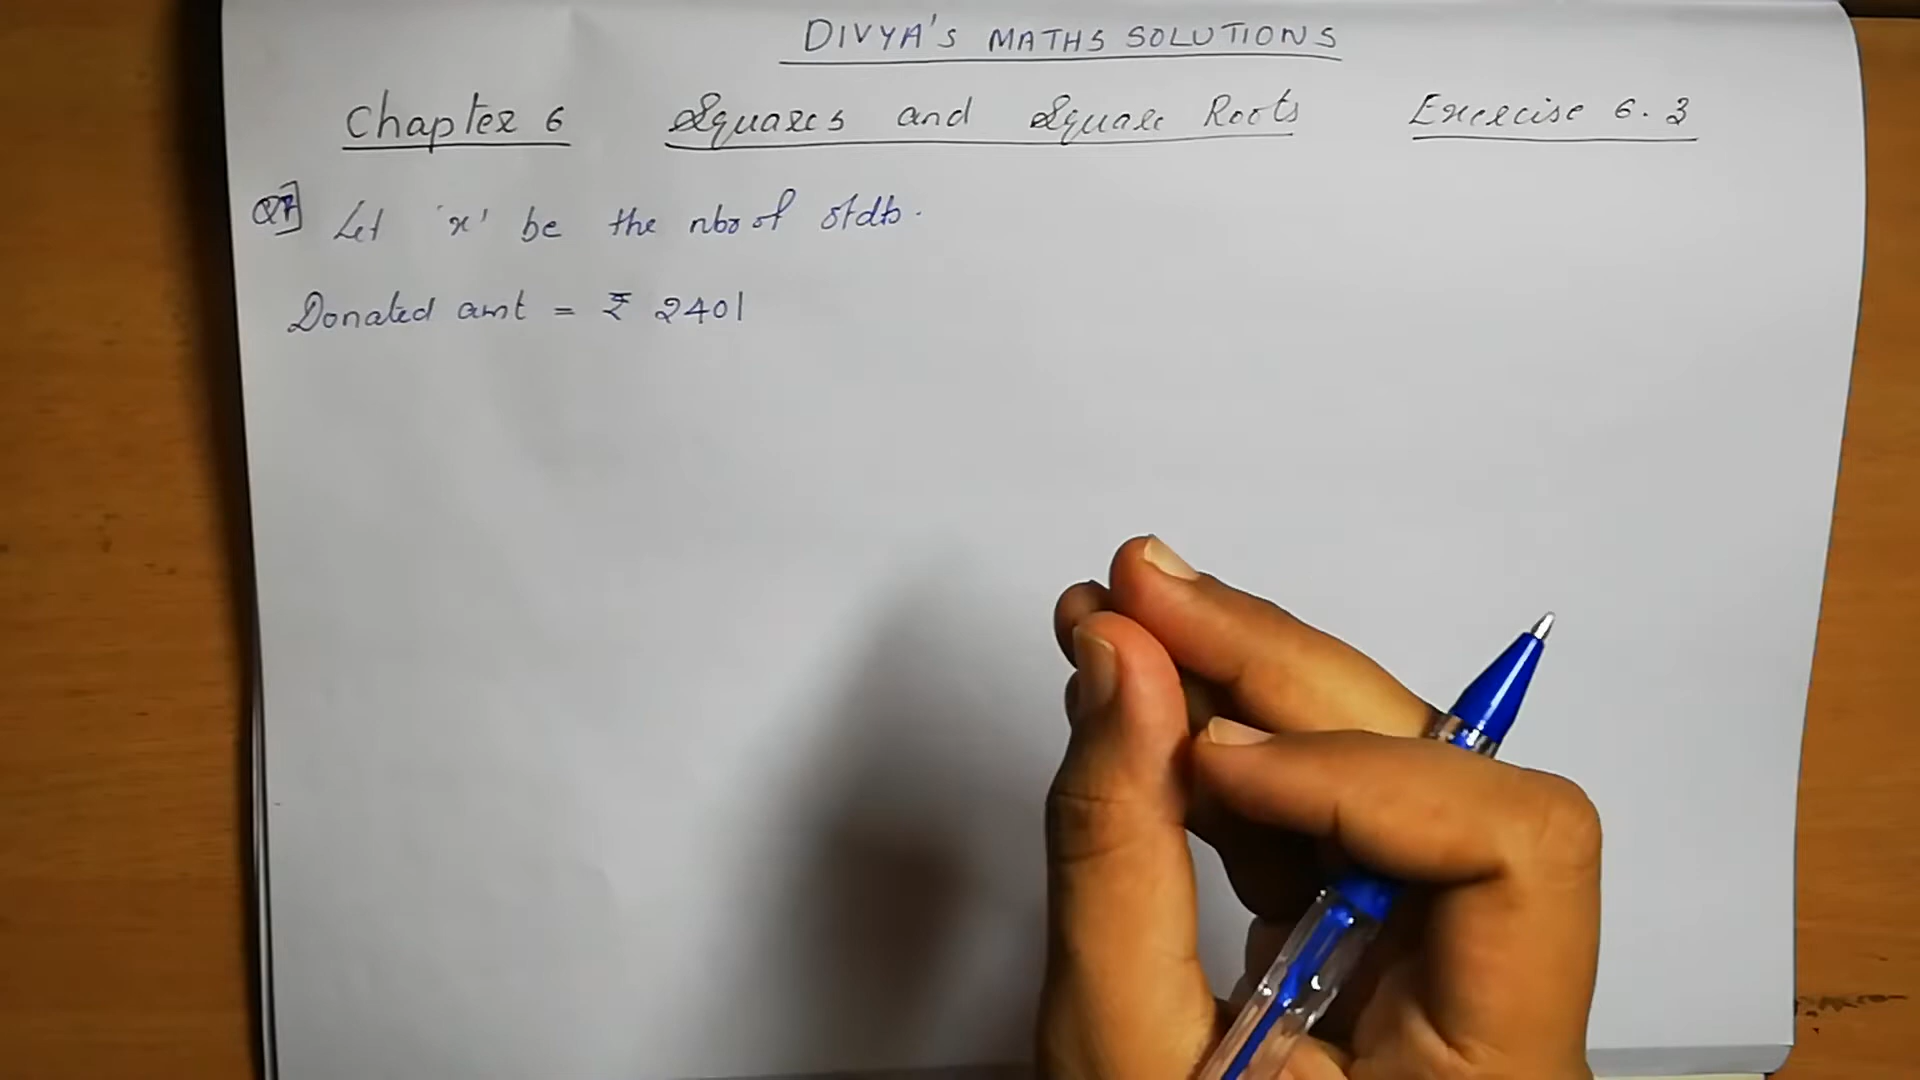 DIVYA'S MATHS SOLUTIONS
Chapter 6 Squares and Square Roots Exercise 6.3
Q7] Let 'x' be the nbr of stdts.
Donated amt = ₹ 2401